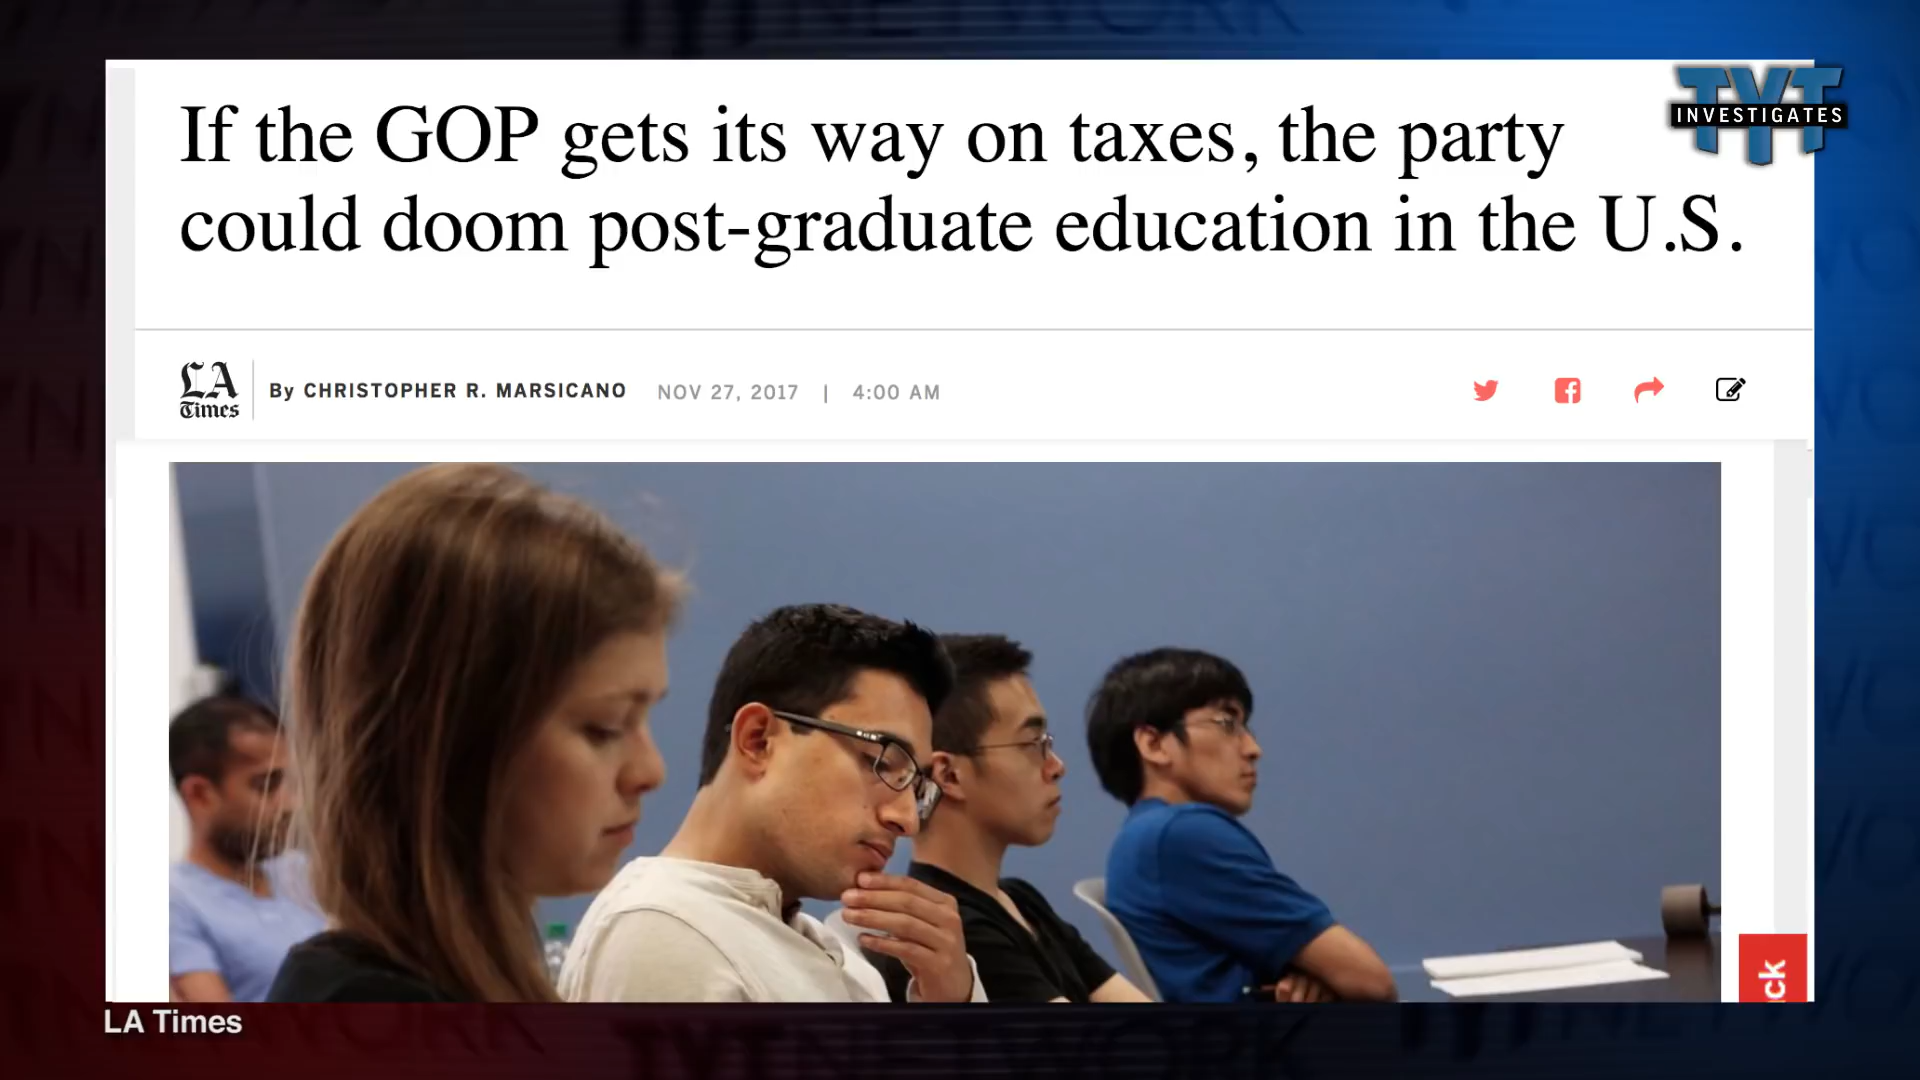 If the GOP gets its way on taxes, the party
could doom post-graduate education in the U.S.
TYT
INVESTIGATES
LA
Times
By CHRISTOPHER R. MARSICANO NOV 27, 2017 | 4:00 AM
ck
LA Times